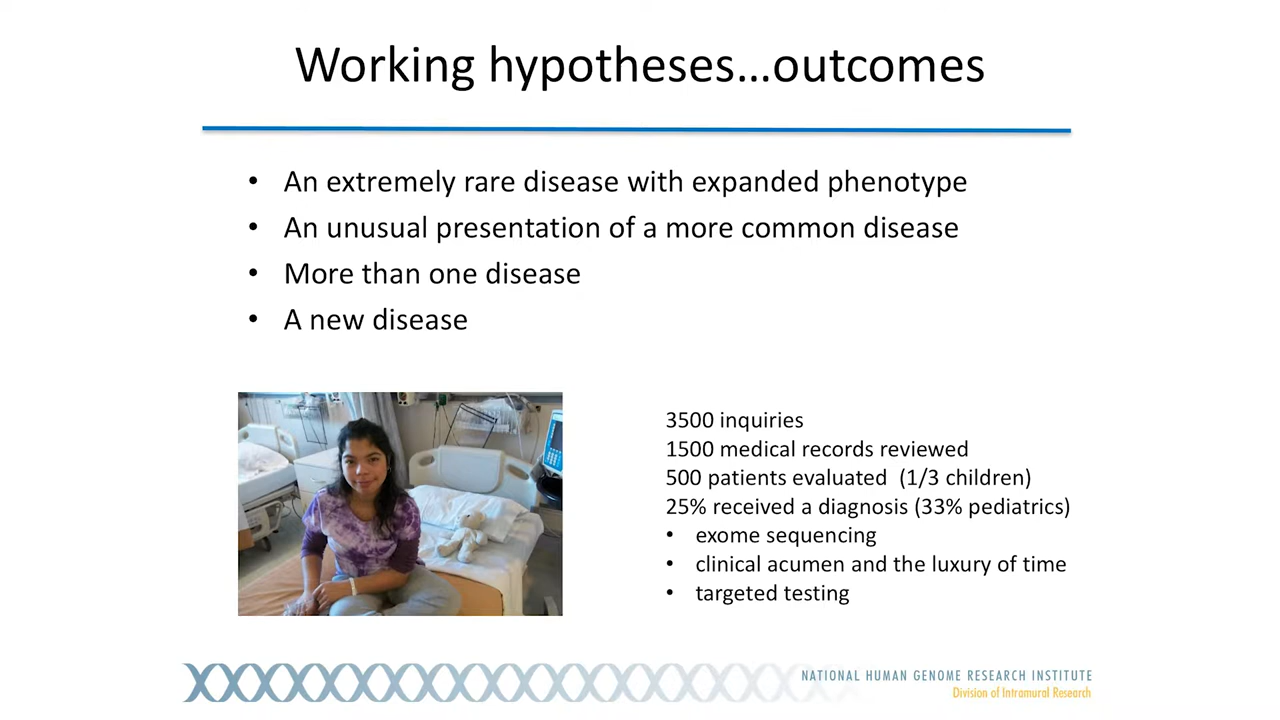 Working hypotheses…outcomes
• An extremely rare disease with expanded phenotype
• An unusual presentation of a more common disease
• More than one disease
• A new disease
3500 inquiries
1500 medical records reviewed
500 patients evaluated (1/3 children)
25% received a diagnosis (33% pediatrics)
• exome sequencing
• clinical acumen and the luxury of time
• targeted testing
NATIONAL HUMAN GENOME RESEARCH INSTITUTE
Division of Intramural Research